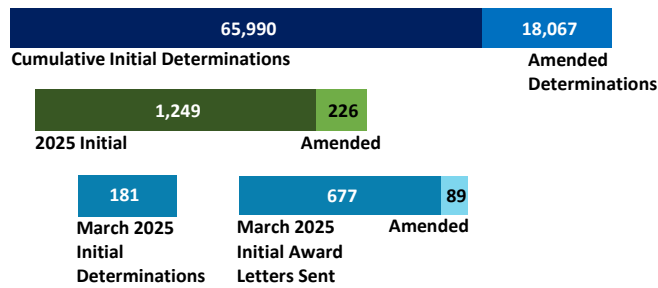 65,990 18,067
Cumulative Initial Determinations
Amended
Determinations
1,249 226
2025 Initial Amended
181
March 2025
Initial
Determinations
677 89
March 2025 Amended
Initial Award
Letters Sent